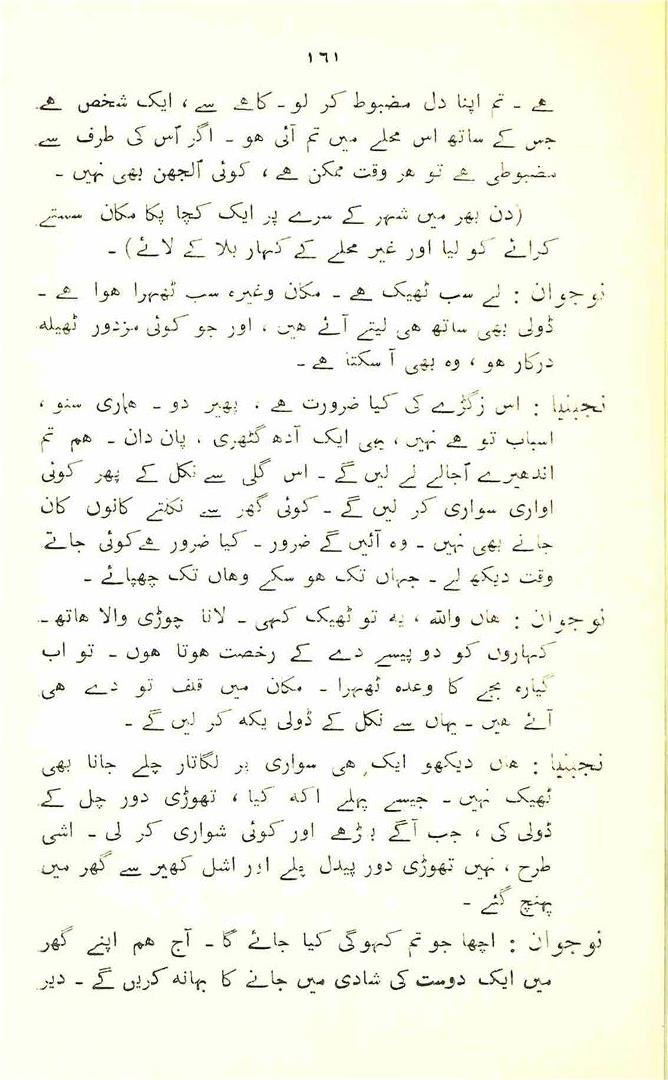 ۱۶۱
ہے ۔ تم اپنا دل مضبوط کر لو ۔ کاہے سے ، ایک شخص ہے
جس کے ساتھ اس محلے میں تم آئی ہو ۔ اگر اُس کی طرف سے
مضبوطی ہے تو ہر وقت ممکن ہے ، کوئی اُلجھن بھی نہیں ۔
(دن بھر میں شہر کے سرے پر ایک کچا پکا مکان سستے
کرائے کو لیا اور غیر محلے کے کہار بلا کے لائے) ۔
نوجوان : لے سب ٹھیک ہے ۔ مکان وغیرہ سب ٹھہرا ہوا ہے ۔
ڈولی بھی ساتھ ہی لیتے آئے ہیں ، اور جو کوئی مزدور ٹھیلہ
درکار ہو ، وہ بھی آ سکتا ہے ۔
نجبنیا : اس زگڑے کی کیا ضرورت ہے ، پھیر دو ۔ ہماری سنو ،
اسباب تو ہے نہیں ، یہی ایک آدھ گٹھری ، پان دان ۔ ہم تم
اندھیرے اُجالے لے لیں گے ۔ اس گلی سے نکل کے پھر کوئی
اواری سواری کر لیں گے ۔ کوئی گھر سے نکلتے کانوں کان
جانے بھی نہیں ۔ وہ آئیں گے ضرور ۔ کیا ضرور ہے کوئی جاتے
وقت دیکھ لے ۔ جہاں تک ہو سکے وہاں تک چھپائے ۔
نوجوان : ہاں واللہ ، یہ تو ٹھیک کہی ۔ لانا چوڑی والا ہاتھ ۔
کہاروں کو دو پیسے دے کے رخصت ہوتا ہوں ۔ تو اب
گیارہ بجے کا وعدہ ٹھہرا ۔ مکان میں قلف تو دے ہی
آئے ہیں ۔ یہاں سے نکل کے ڈولی یکہ کر لیں گے ۔
نجبنیا : ہاں دیکھو ایک ہی سواری پر لگاتار چلے جانا بھی
ٹھیک نہیں ۔ جیسے پہلے اکہ کیا ، تھوڑی دور چل کے
ڈولی کی ، جب آگے بڑھے اور کوئی شواری کر لی ۔ اشی
طرح ، نہیں تھوڑی دور پیدل چلے اور اشل کھیر سے گھر میں
پہنچ گئے ۔
نوجوان : اچھا جو تم کہوگی کیا جائے گا ۔ آج ہم اپنے گھر
میں ایک دوست کی شادی میں جانے کا بہانہ کریں گے ۔ دیر